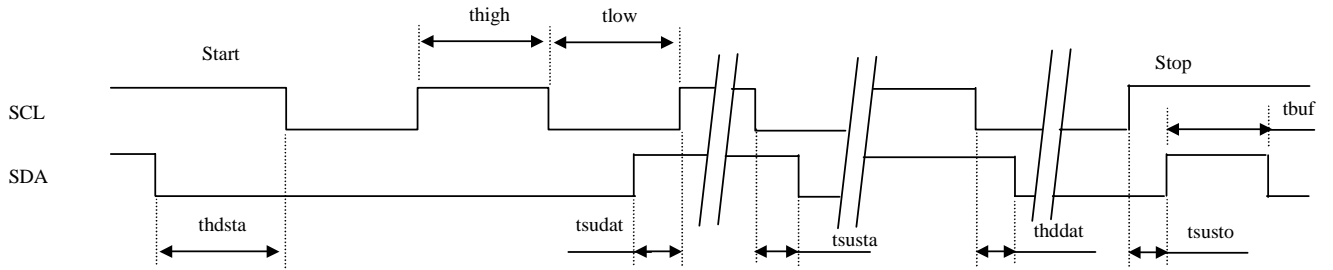 thigh tlow
Start Stop
SCL tbuf
SDA
thdsta tsudat tsusta thddat tsusto